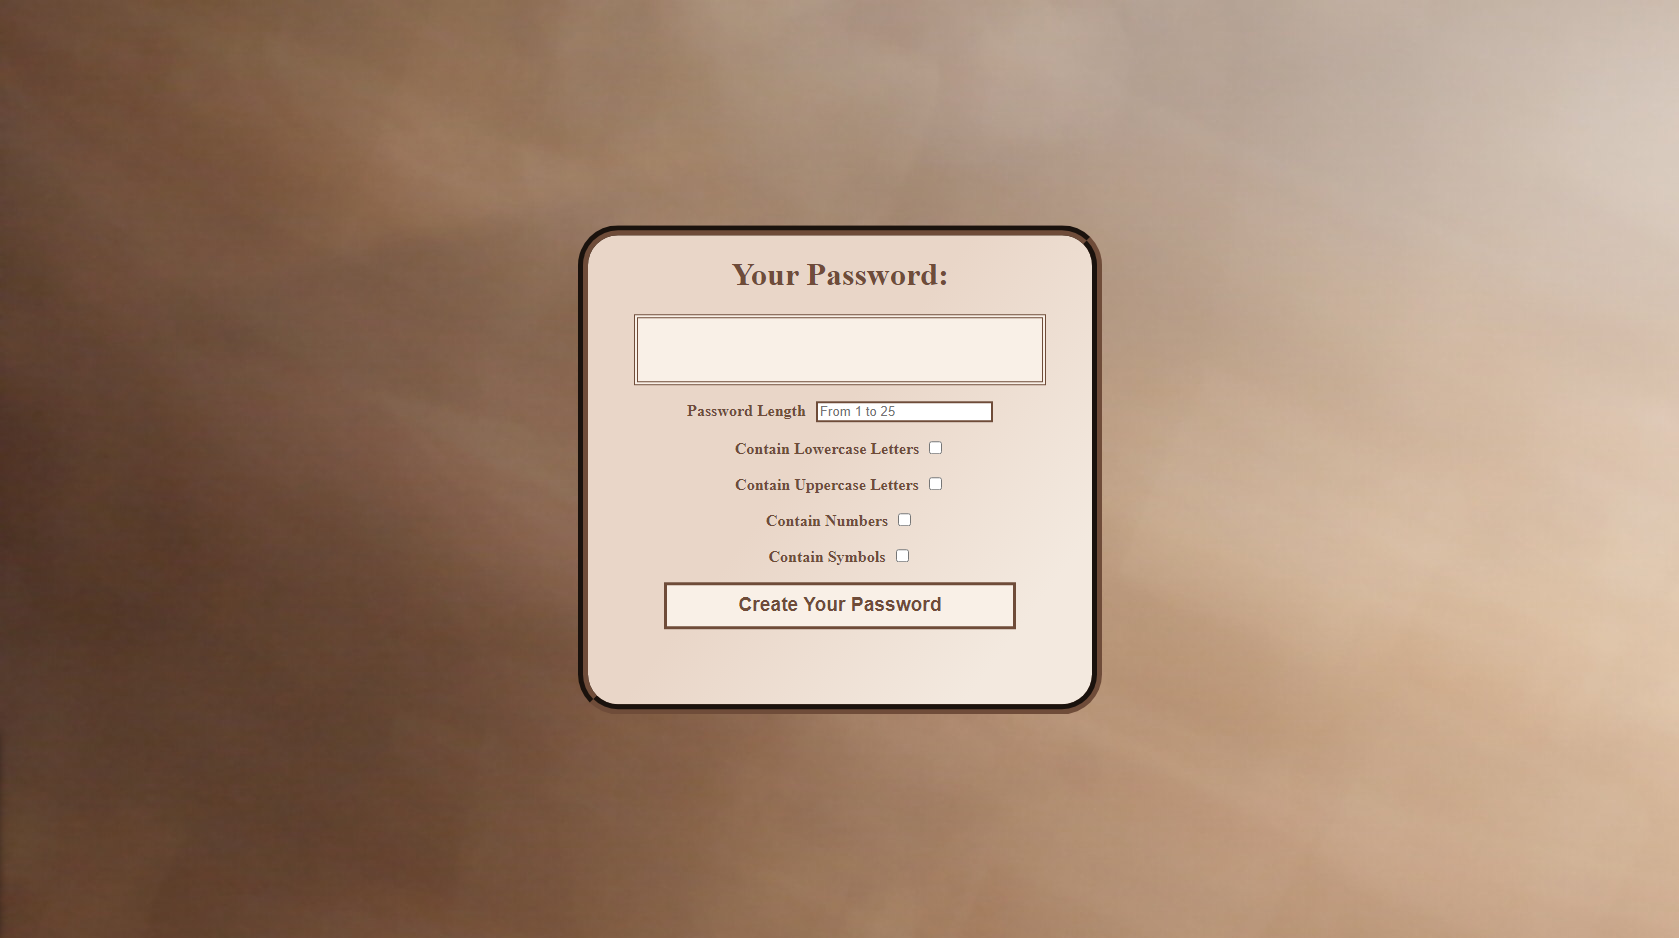 Your Password:
Password Length From 1 to 25
Contain Lowercase Letters
Contain Uppercase Letters
Contain Numbers
Contain Symbols
Create Your Password